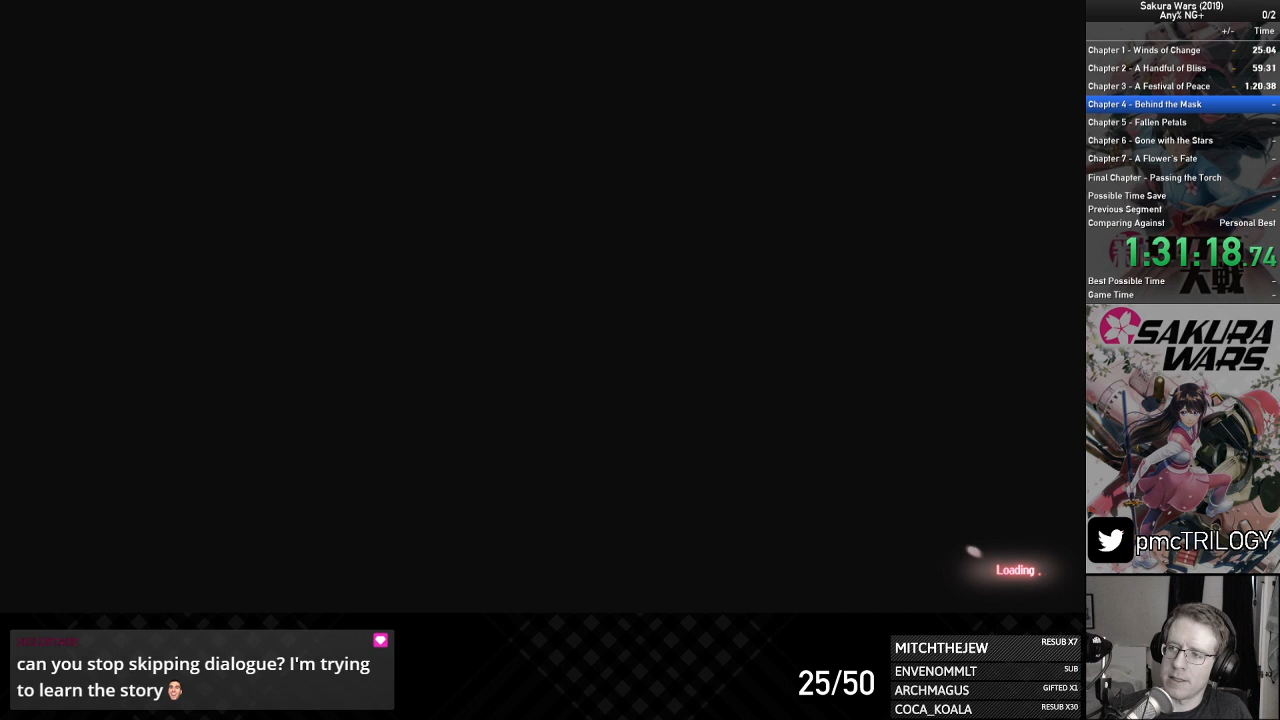 Sakura Wars (2019)
Any% NG+ 0/2
+/- Time
Chapter 1 - Winds of Change - 25:04
Chapter 2 - A Handful of Bliss - 59:31
Chapter 3 - A Festival of Peace - 1:20:38
Chapter 4 - Behind the Mask -
Chapter 5 - Fallen Petals -
Chapter 6 - Gone with the Stars -
Chapter 7 - A Flower's Fate -
Final Chapter - Passing the Torch -
Possible Time Save -
Previous Segment -
Comparing Against Personal Best
1:31:18.74
大戦
Best Possible Time -
Game Time -
SAKURA
WARS
pmcTRILOGY
Loading .
can you stop skipping dialogue? I'm trying
to learn the story
25/50
MITCHTHEJEW RESUB X7
ENVENOMMLT SUB
ARCHMAGUS GIFTED X1
COCA_KOALA RESUB X30